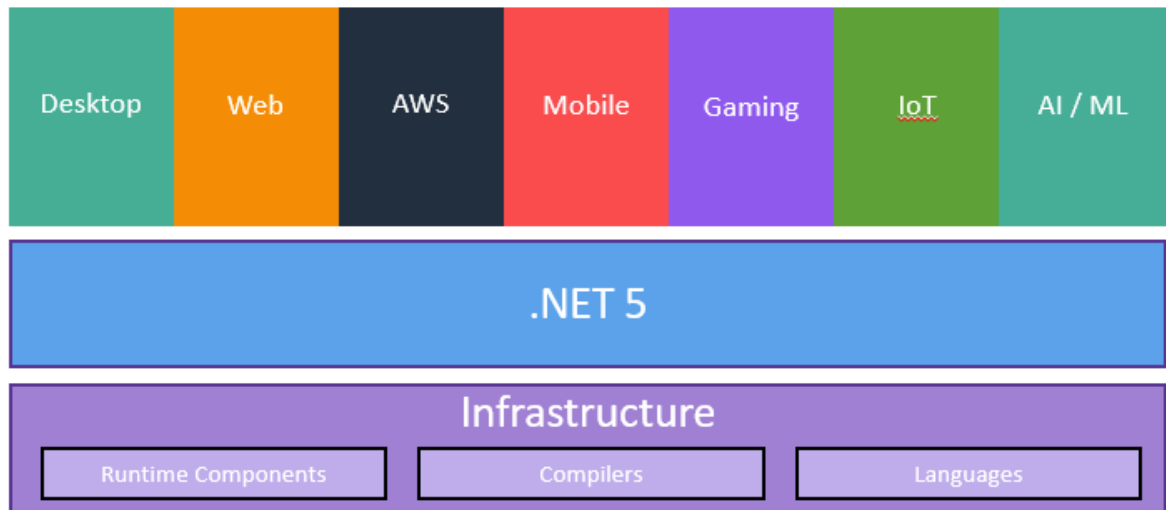 Desktop
Web
AWS
Mobile
Gaming
IoT
AI / ML
.NET 5
Infrastructure
Runtime Components
Compilers
Languages